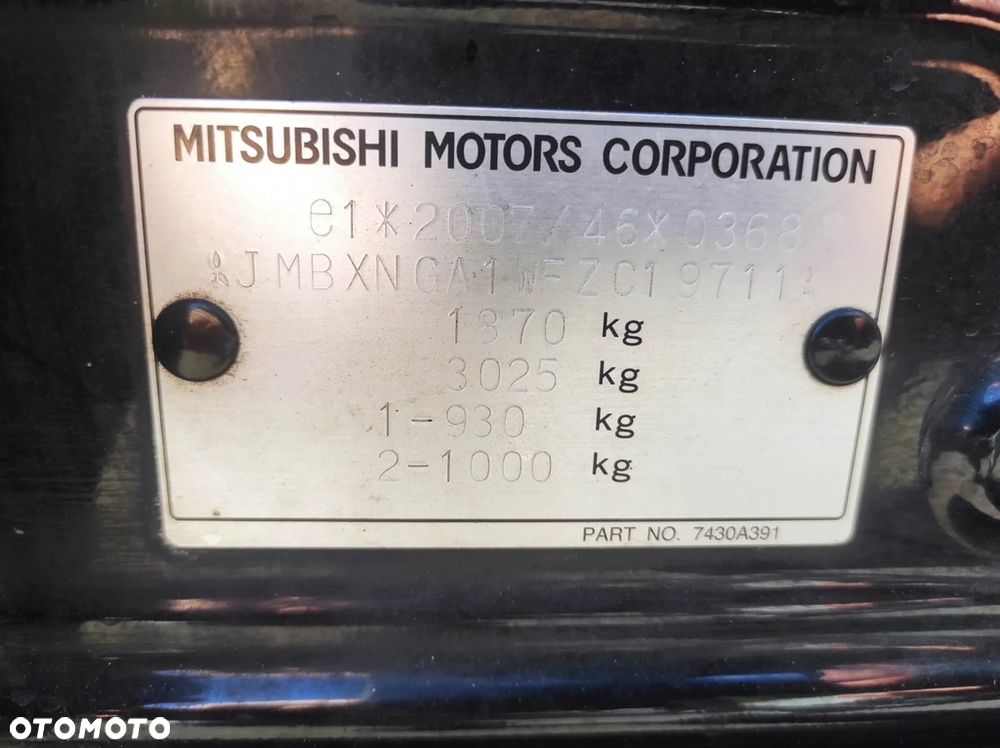 MITSUBISHI MOTORS CORPORATION
e1*2007/46*0368
JMBXNGA1WFZC19711
1870 kg
3025 kg
1-930 kg
2-1000 kg
PART NO. 7430A391
OTOMOTO